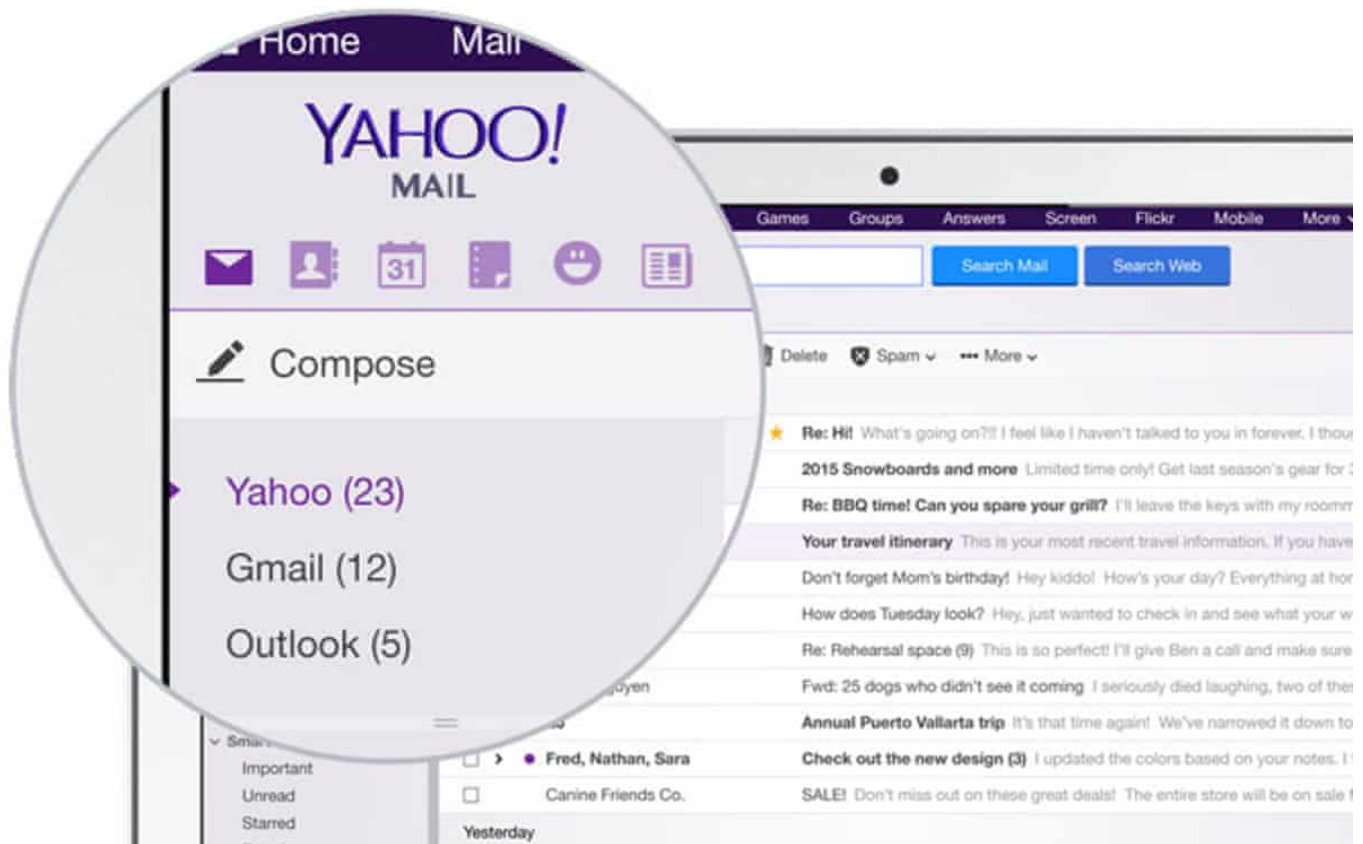 Home Mail
YAHOO!
MAIL
31
Compose
Yahoo (23)
Gmail (12)
Outlook (5)
Games Groups Answers Screen Flickr Mobile More
Search Mail Search Web
Delete Spam More
Re: Hi! What's going on?!! I feel like I haven't talked to you in forever. I
2015 Snowboards and more Limited time only! Get last season's gear for
Re: BBQ time! Can you spare your grill? I'll leave the keys with my
Your travel itinerary This is your most recent travel information. If you have
Don't forget Mom's birthday! Hey kiddo! How's your day? Everything at
How does Tuesday look? Hey, just wanted to check in and see what your
Re: Rehearsal space (9) This is so perfect! I'll give Ben a call and make sure
Fwd: 25 dogs who didn't see it coming I seriously died laughing, two of
Annual Puerto Vallarta trip It's that time again! We've narrowed it down to
Fred, Nathan, Sara Check out the new design (3) I updated the colors based on your notes. I
Canine Friends Co. SALE! Don't miss out on these great deals! The entire store will be on sale
Yesterday
Important
Unread
Starred